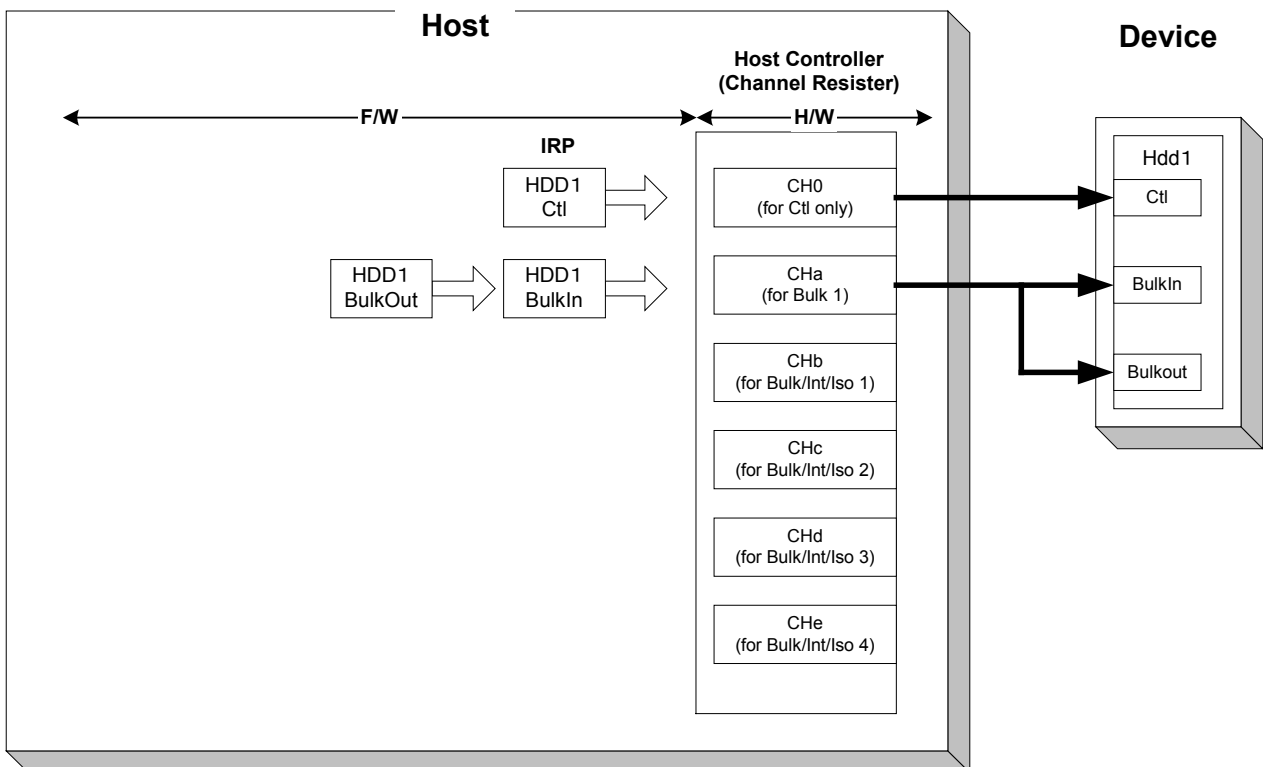 Host
Device
Host Controller
(Channel Resister)
F/W
H/W
IRP
HDD1
Ctl
CH0
(for Ctl only)
Hdd1
Ctl
HDD1
BulkOut
HDD1
BulkIn
CHa
(for Bulk 1)
BulkIn
CHb
(for Bulk/Int/Iso 1)
Bulkout
CHc
(for Bulk/Int/Iso 2)
CHd
(for Bulk/Int/Iso 3)
CHe
(for Bulk/Int/Iso 4)